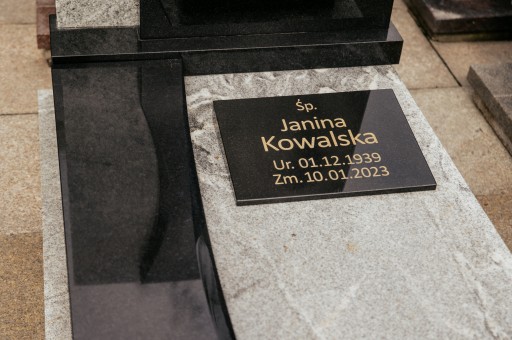 Śp.
Janina
Kowalska
Ur. 01.12.1939
Zm. 10.01.2023